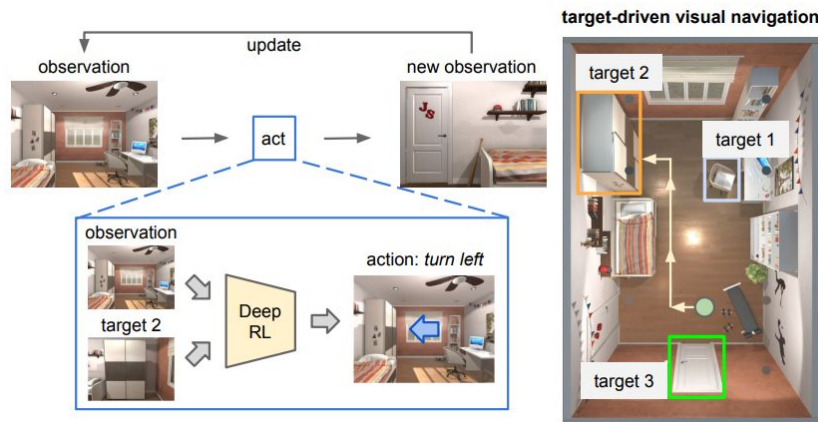 target-driven visual navigation
update
observation
new observation
act
JS
observation
target 2
Deep
RL
action: turn left
target 2
target 1
target 3